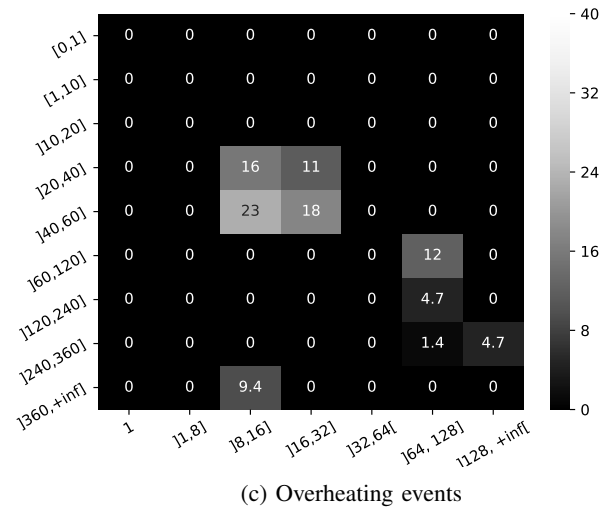 40
[0,1] 0 0 0 0 0 0 0
[1,10] 0 0 0 0 0 0 0
32
]10,20] 0 0 0 0 0 0 0
]20,40] 0 0 16 11 0 0 0
24
]40,60] 0 0 23 18 0 0 0
]60,120] 0 0 0 0 0 12 0
16
]120,240] 0 0 0 0 0 4.7 0
]240,360] 0 0 0 0 0 1.4 4.7
8
]360,+inf] 0 0 9.4 0 0 0 0
0
1 ]1,8] ]8,16] ]16,32] ]32,64[ ]64, 128] ]128, +inf[
(c) Overheating events